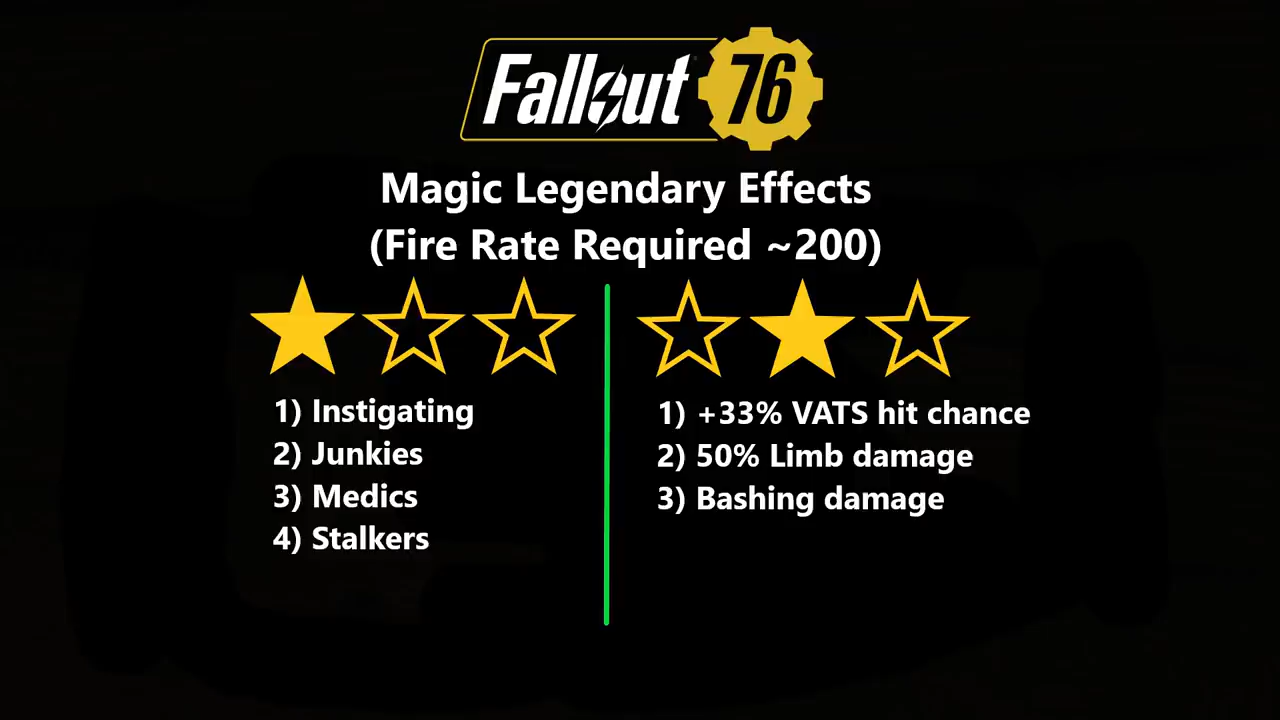 Fallout 76
Magic Legendary Effects
(Fire Rate Required ~200)
1) Instigating
2) Junkies
3) Medics
4) Stalkers
1) +33% VATS hit chance
2) 50% Limb damage
3) Bashing damage